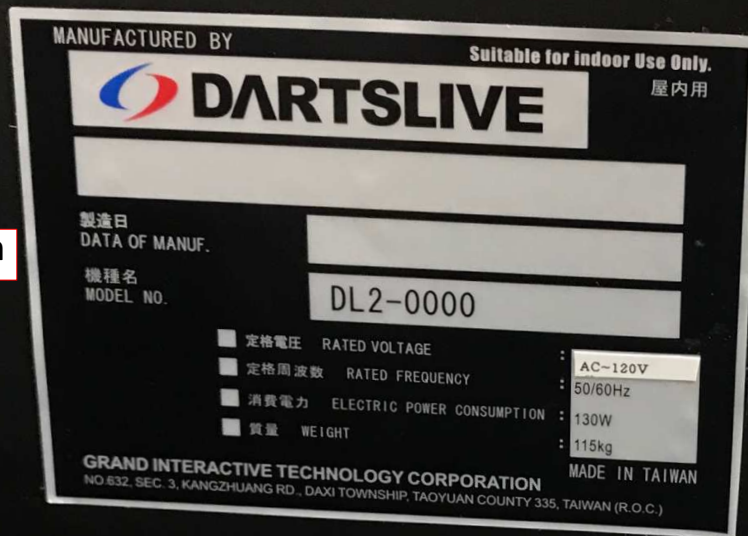 MANUFACTURED BY
Suitable for indoor Use Only.
屋内用
DARTSLIVE
製造日
DATA OF MANUF.
機種名
MODEL NO.
DL2-0000
定格電圧 RATED VOLTAGE : AC~120V
定格周波数 RATED FREQUENCY : 50/60Hz
消費電力 ELECTRIC POWER CONSUMPTION : 130W
質量 WEIGHT : 115kg
MADE IN TAIWAN
GRAND INTERACTIVE TECHNOLOGY CORPORATION
NO.632, SEC. 3, KANGZHUANG RD., DAXI TOWNSHIP, TAOYUAN COUNTY 335, TAIWAN (R.O.C.)